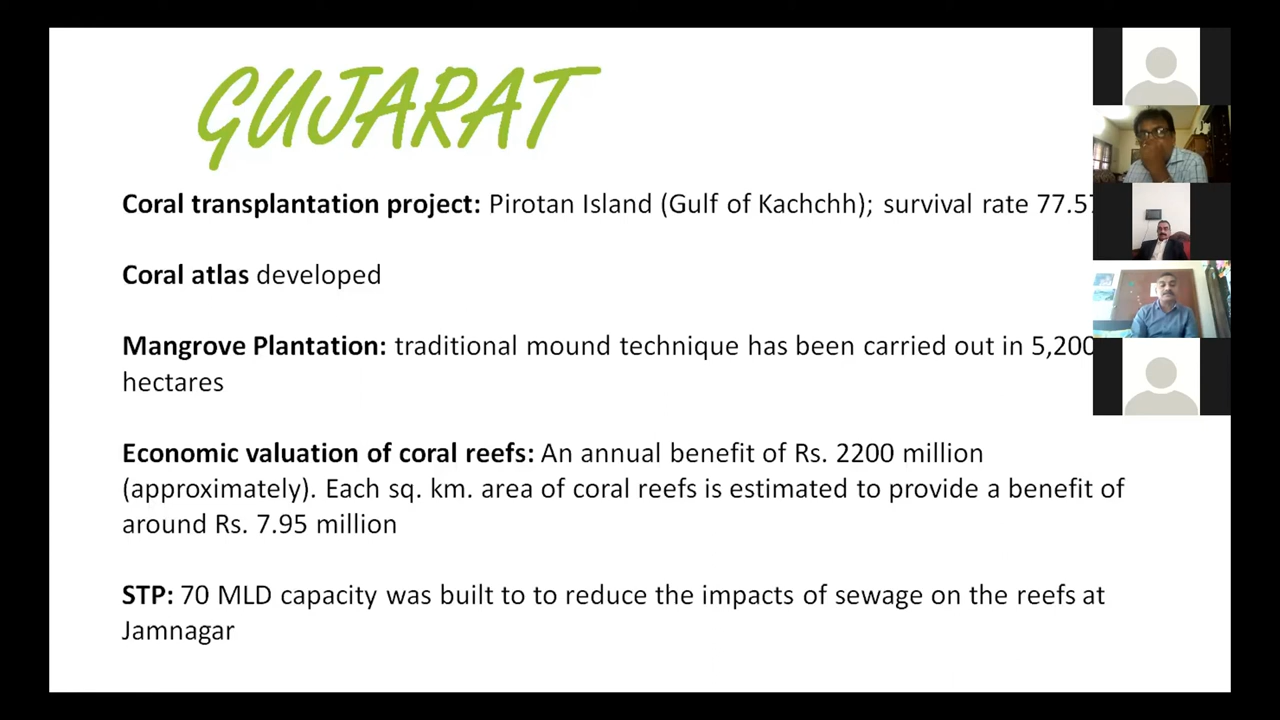 GUJARAT
Coral transplantation project: Pirotan Island (Gulf of Kachchh); survival rate 77.57
Coral atlas developed
Mangrove Plantation: traditional mound technique has been carried out in 5,200
hectares
Economic valuation of coral reefs: An annual benefit of Rs. 2200 million
(approximately). Each sq. km. area of coral reefs is estimated to provide a benefit of
around Rs. 7.95 million
STP: 70 MLD capacity was built to to reduce the impacts of sewage on the reefs at
Jamnagar